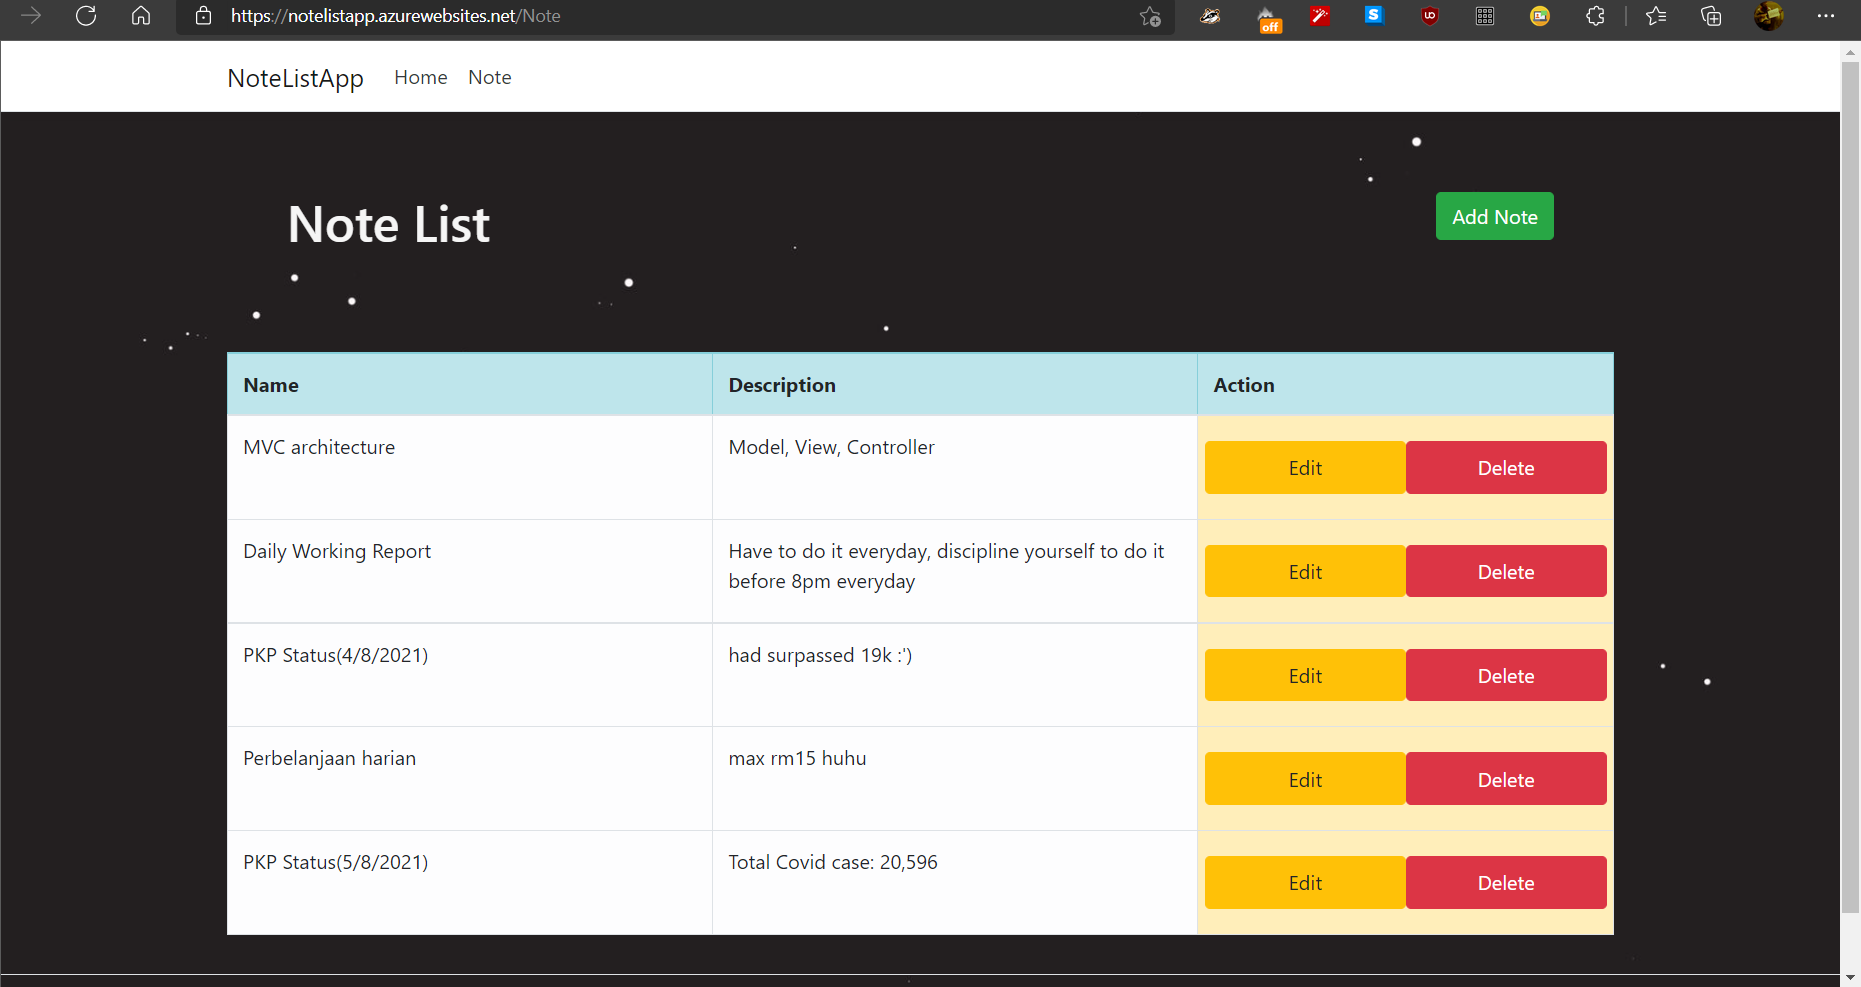 https://notelistapp.azurewebsites.net/Note
off
S
NoteListApp Home Note
Note List
Add Note
Name Description Action
MVC architecture Model, View, Controller
Edit Delete
Daily Working Report Have to do it everyday, discipline yourself to do it
before 8pm everyday
Edit Delete
PKP Status(4/8/2021) had surpassed 19k :')
Edit Delete
Perbelanjaan harian max rm15 huhu
Edit Delete
PKP Status(5/8/2021) Total Covid case: 20,596
Edit Delete